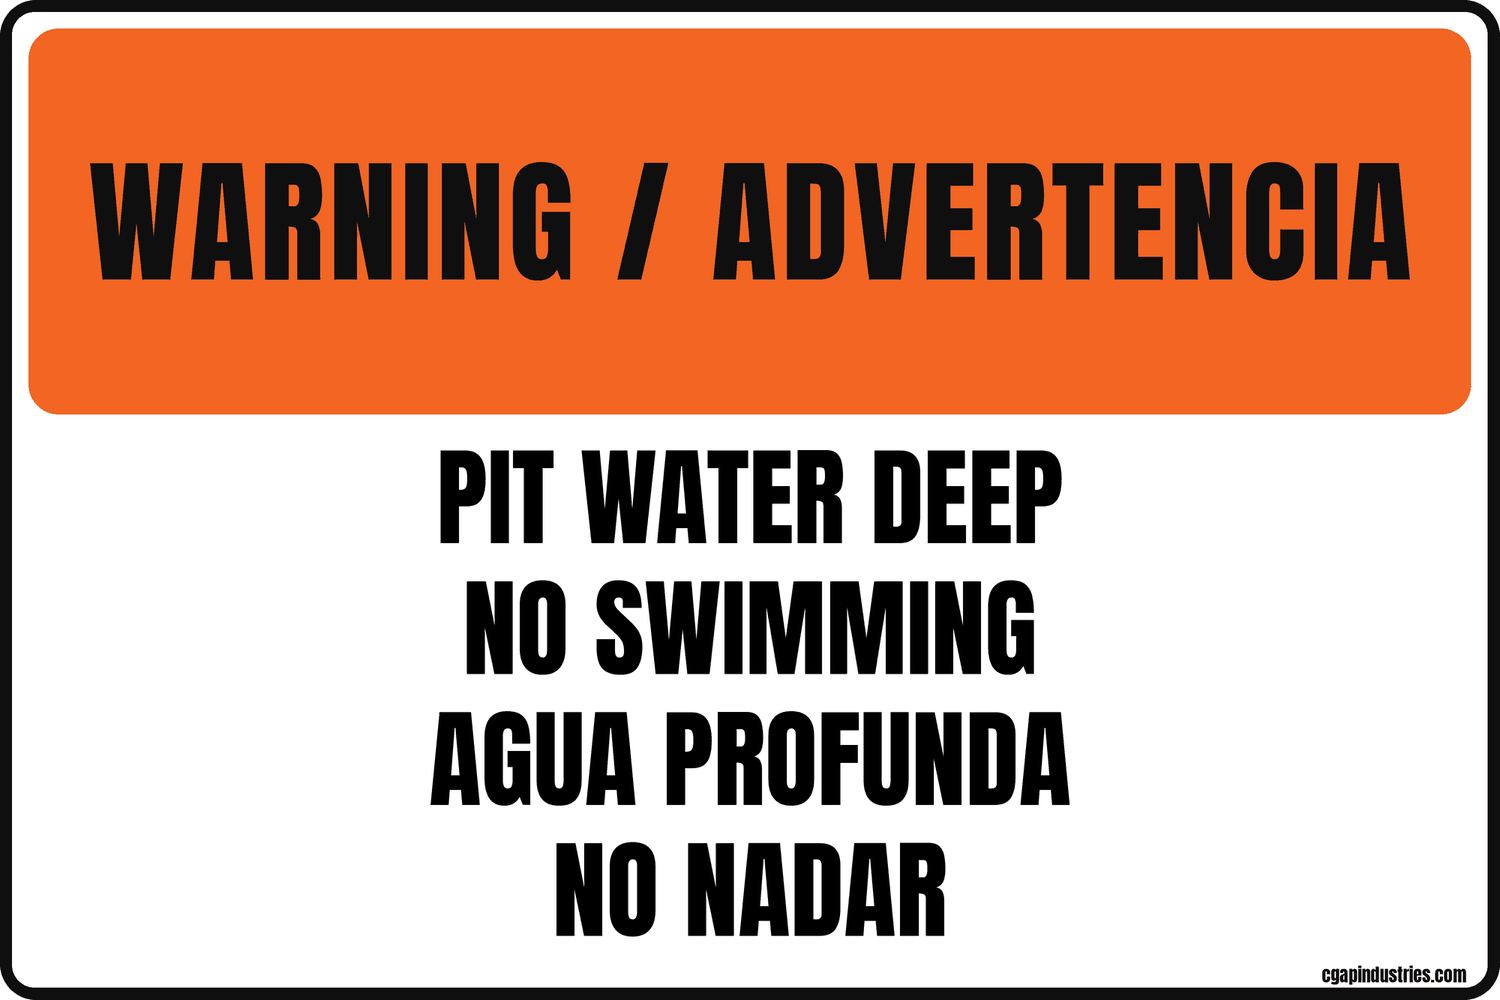 WARNING / ADVERTENCIA
PIT WATER DEEP
NO SWIMMING
AGUA PROFUNDA
NO NADAR
cgapindustries.com